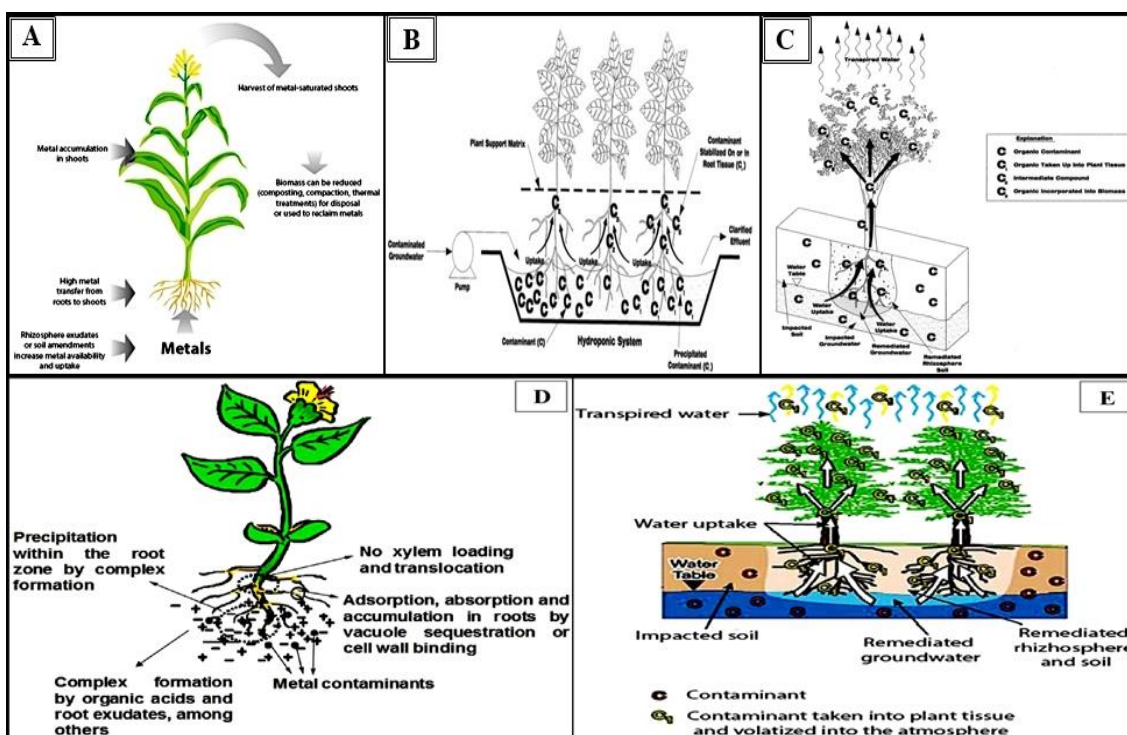 A
Harvest of metal-saturated shoots
Metal accumulation
in shoots
Biomass can be reduced
(composting, compaction, thermal
treatments) for disposal
or used to reclaim metals
High metal
transfer from
roots to shoots
Rhizosphere exudates
or soil amendments
increase metal availability
and uptake
Metals
B
Plant Support Matrix
Contaminant
Stabilized On or In
Root Tissue (C
Contaminated
Groundwater
Clarified
Effluent
Uptake
Uptake
Uptake
Uptake
Pump
Contaminant (C)
Hydroponic System
Precipitated
Contaminant (C
C
Transpired Water
Explanation
C Organic Contaminant
Organic Taken Up Into Plant Tissue
Intermediate Compound
Organic Incorporated Into Biomass
Water
Table
Water
Uptake
Water
Uptake
Impacted
Soil
Impacted
Groundwater
Remediated
Groundwater
Remediated
Rhizosphere
Soil
D
Precipitation
within the root
zone by complex
formation
No xylem loading
and translocation
Adsorption, absorption and
accumulation in roots by
vacuole sequestration or
cell wall binding
Metal contaminants
Complex formation
by organic acids and
root exudates, among
others
E
Transpired water
Water uptake
Water
Table
Impacted soil
Remediated
groundwater
Remediated
rhizhosphere
and soil
C Contaminant
C₁ Contaminant taken into plant tissue
and volatized into the atmosphere